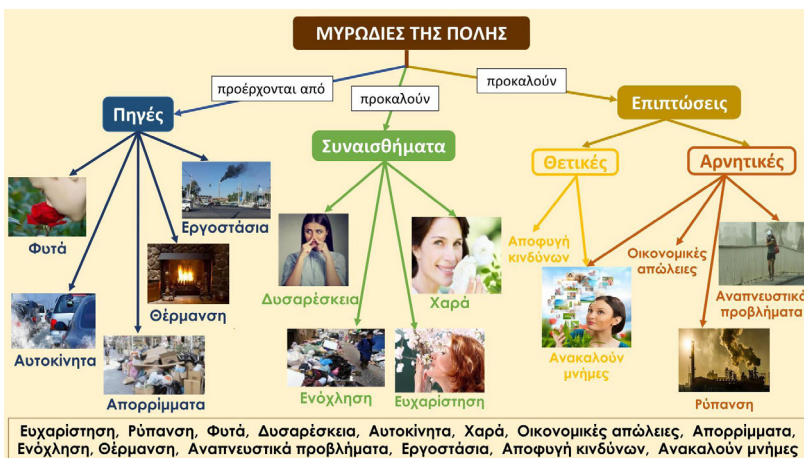 ΜΥΡΩΔΙΕΣ ΤΗΣ ΠΟΛΗΣ
προέρχονται από
προκαλούν
προκαλούν
Πηγές
Συναισθήματα
Επιπτώσεις
Θετικές
Αρνητικές
Φυτά
Εργοστάσια
Θέρμανση
Αυτοκίνητα
Απορρίμματα
Δυσαρέσκεια
Χαρά
Ενόχληση
Ευχαρίστηση
Αποφυγή
κινδύνων
Ανακαλούν
μνήμες
Οικονομικές
απώλειες
Αναπνευστικά
προβλήματα
Ρύπανση
Ευχαρίστηση, Ρύπανση, Φυτά, Δυσαρέσκεια, Αυτοκίνητα, Χαρά, Οικονομικές απώλειες, Απορρίμματα,
Ενόχληση, Θέρμανση, Αναπνευστικά προβλήματα, Εργοστάσια, Αποφυγή κινδύνων, Ανακαλούν μνήμες